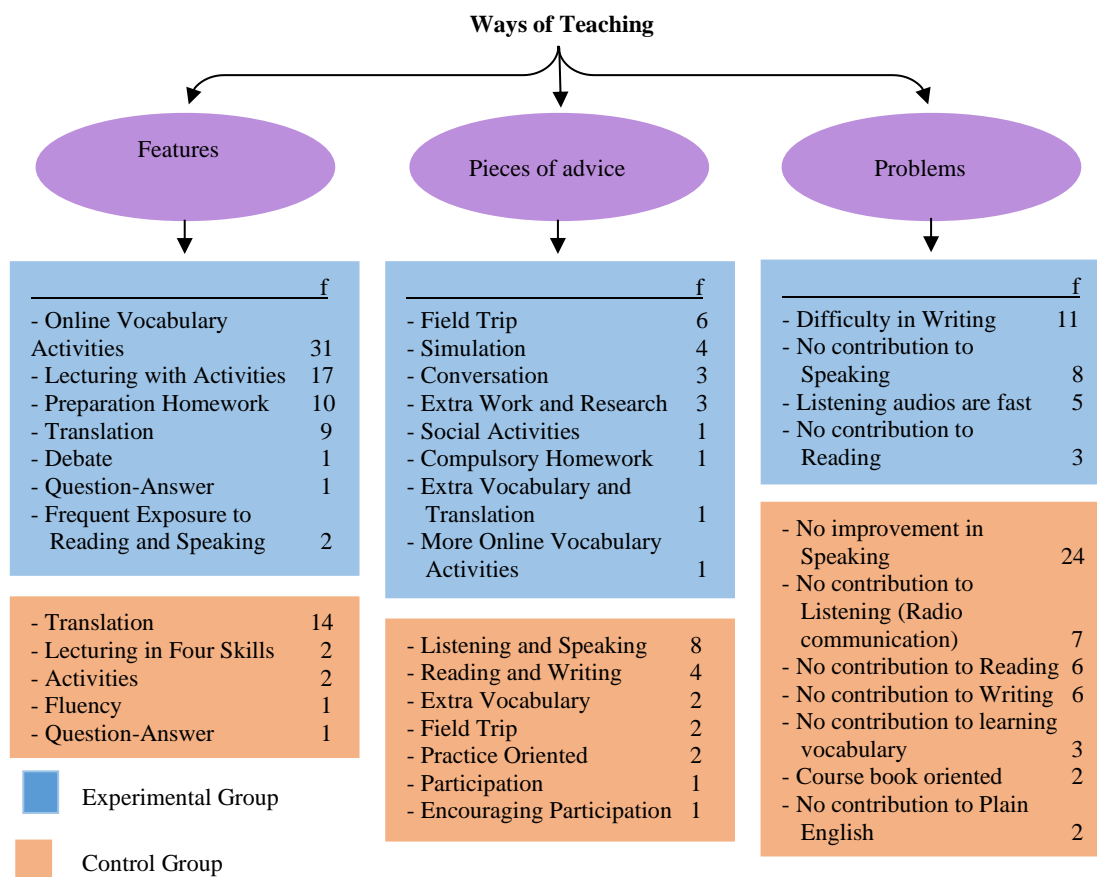 Ways of Teaching
Features
Pieces of advice
Problems
f
- Online Vocabulary
Activities 31
- Lecturing with Activities 17
- Preparation Homework 10
- Translation 9
- Debate 1
- Question-Answer 1
- Frequent Exposure to
Reading and Speaking 2
f
- Field Trip 6
- Simulation 4
- Conversation 3
- Extra Work and Research 3
- Social Activities 1
- Compulsory Homework 1
- Extra Vocabulary and
Translation 1
- More Online Vocabulary
Activities 1
f
- Difficulty in Writing 11
- No contribution to
Speaking 8
- Listening audios are fast 5
- No contribution to
Reading 3
- Translation 14
- Lecturing in Four Skills 2
- Activities 2
- Fluency 1
- Question-Answer 1
- Listening and Speaking 8
- Reading and Writing 4
- Extra Vocabulary 2
- Field Trip 2
- Practice Oriented 2
- Participation 1
- Encouraging Participation 1
- No improvement in
Speaking 24
- No contribution to
Listening (Radio
communication) 7
- No contribution to Reading 6
- No contribution to Writing 6
- No contribution to learning
vocabulary 3
- Course book oriented 2
- No contribution to Plain
English 2
Experimental Group
Control Group